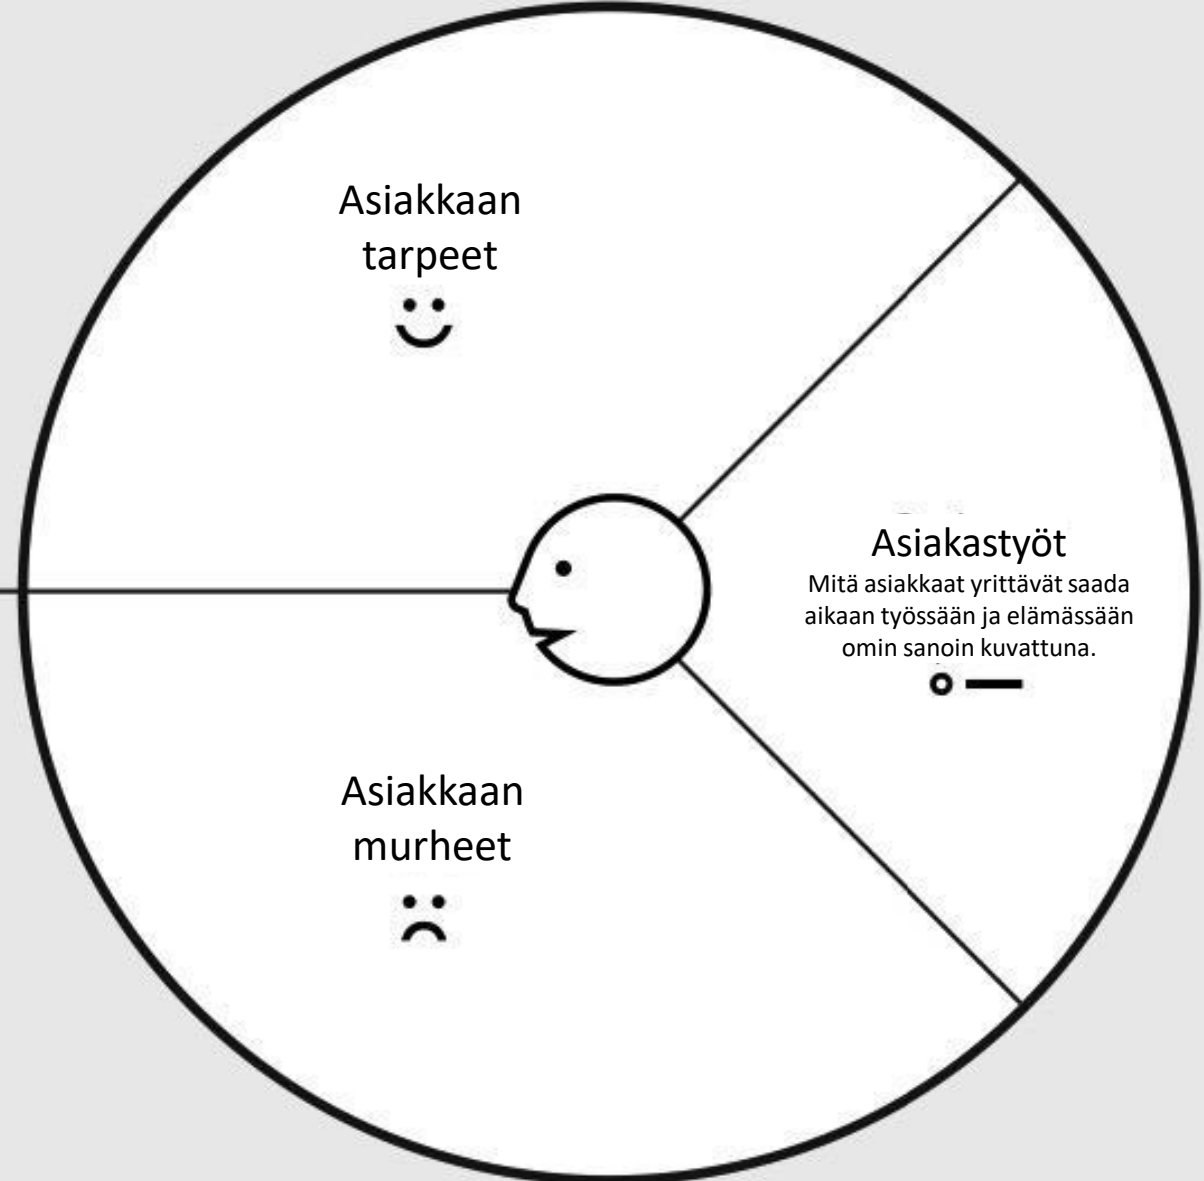 Asiakkaan
tarpeet
Asiakastyöt
Mitä asiakkaat yrittävät saada
aikaan työssään ja elämässään
omin sanoin kuvattuna.
Asiakkaan
murheet